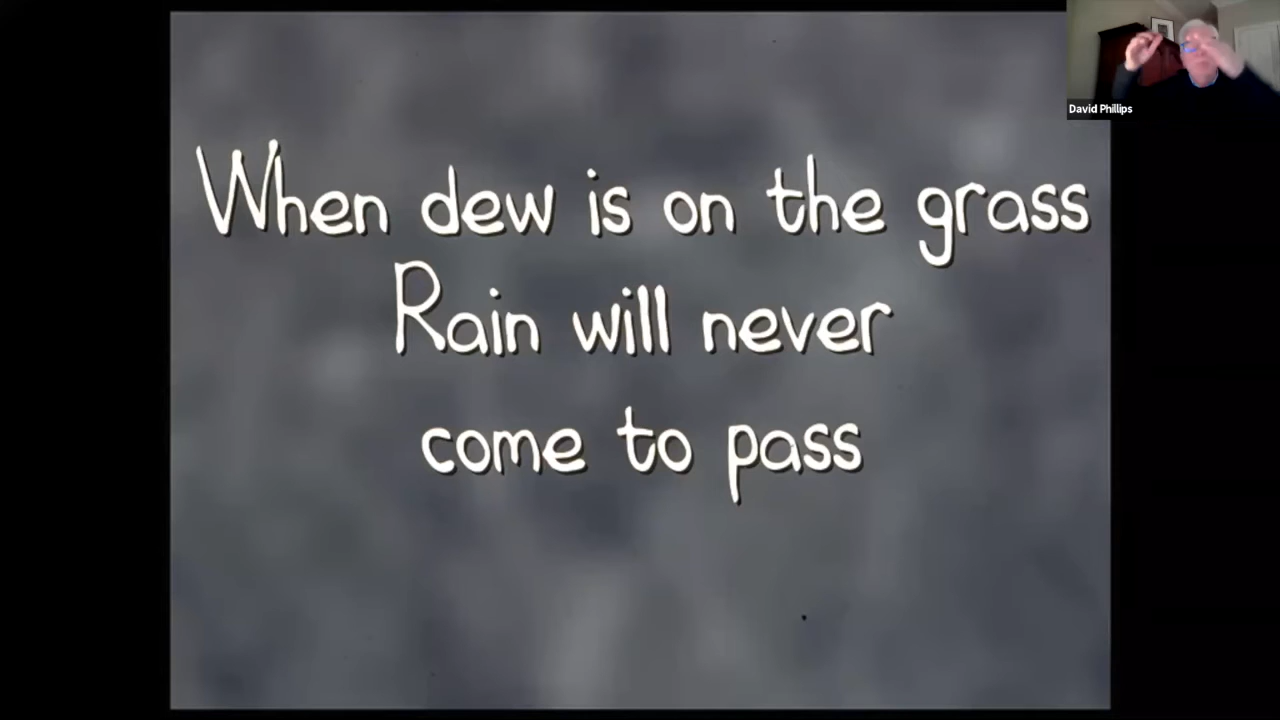 David Phillips
When dew is on the grass
Rain will never
come to pass